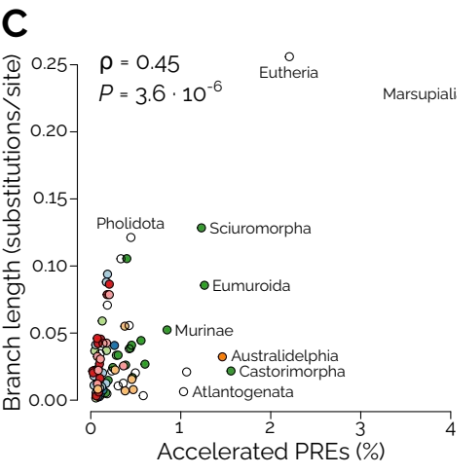 C
ρ = 0.45
P = 3.6 · 10⁻⁶
Branch length (substitutions/site)
0.25
0.20
0.15
0.10
0.05
0.00
Eutheria
Marsupiali
Pholidota
Sciuromorpha
Eumuroida
Murinae
Australidelphia
Castorimorpha
Atlantogenata
0 1 2 3 4
Accelerated PREs (%)